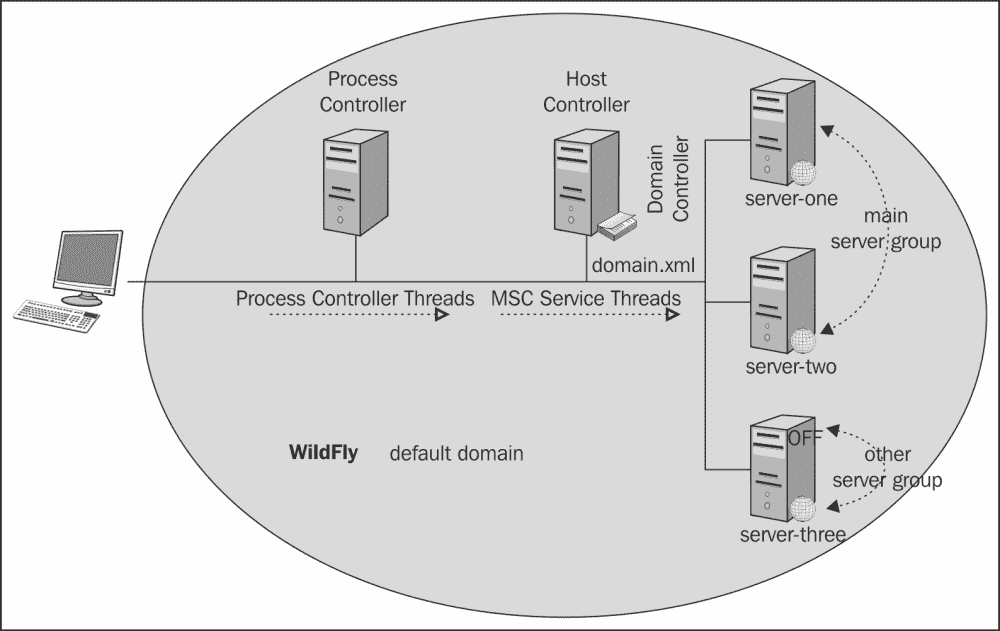 Process
Controller
Host
Controller
Domain
Controller
server-one
main
server group
domain.xml
Process Controller Threads
MSC Service Threads
server-two
OFF
other
server group
WildFly default domain
server-three